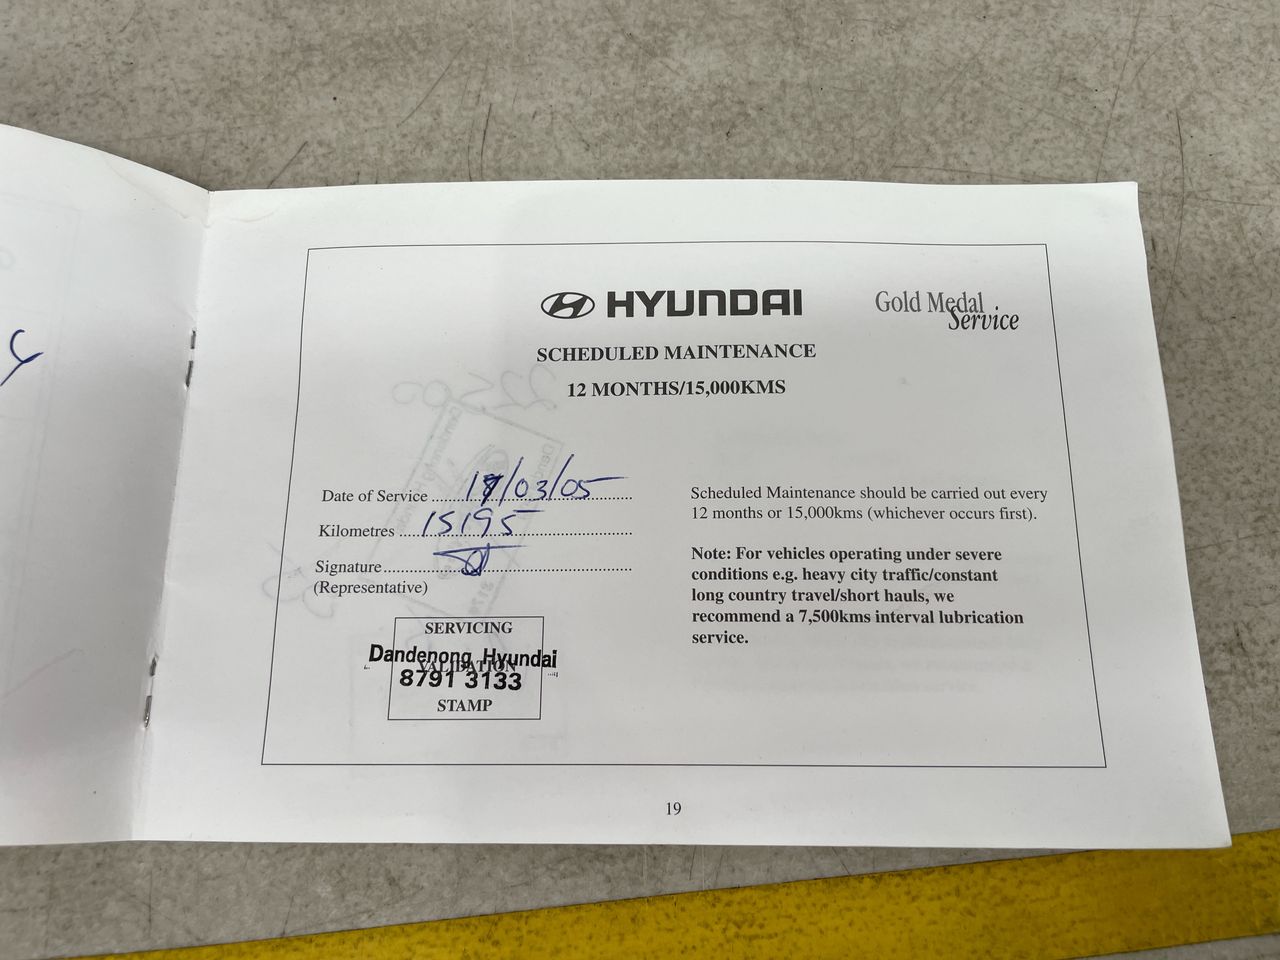 HYUNDAI
Gold Medal
Service
SCHEDULED MAINTENANCE
12 MONTHS/15,000KMS
Date of Service 17/03/05
Kilometres 15195
Signature
(Representative)
SERVICING
VALIDATION
STAMP
Dandenong Hyundai
8791 3133
Scheduled Maintenance should be carried out every
12 months or 15,000kms (whichever occurs first).
Note: For vehicles operating under severe
conditions e.g. heavy city traffic/constant
long country travel/short hauls, we
recommend a 7,500kms interval lubrication
service.
19